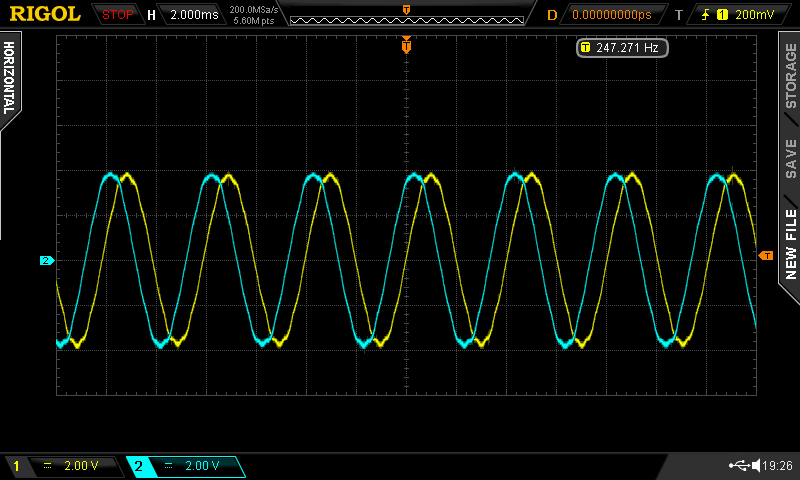 RIGOL STOP H 2.000ms 200.0MSa/s D 0.00000000ps T 1 200mV
5.60M pts
T
T
T 247.271 Hz
HORIZONTAL
STORAGE
SAVE
NEW FILE
2
T
1 2.00 V 2 2.00 V 19:26